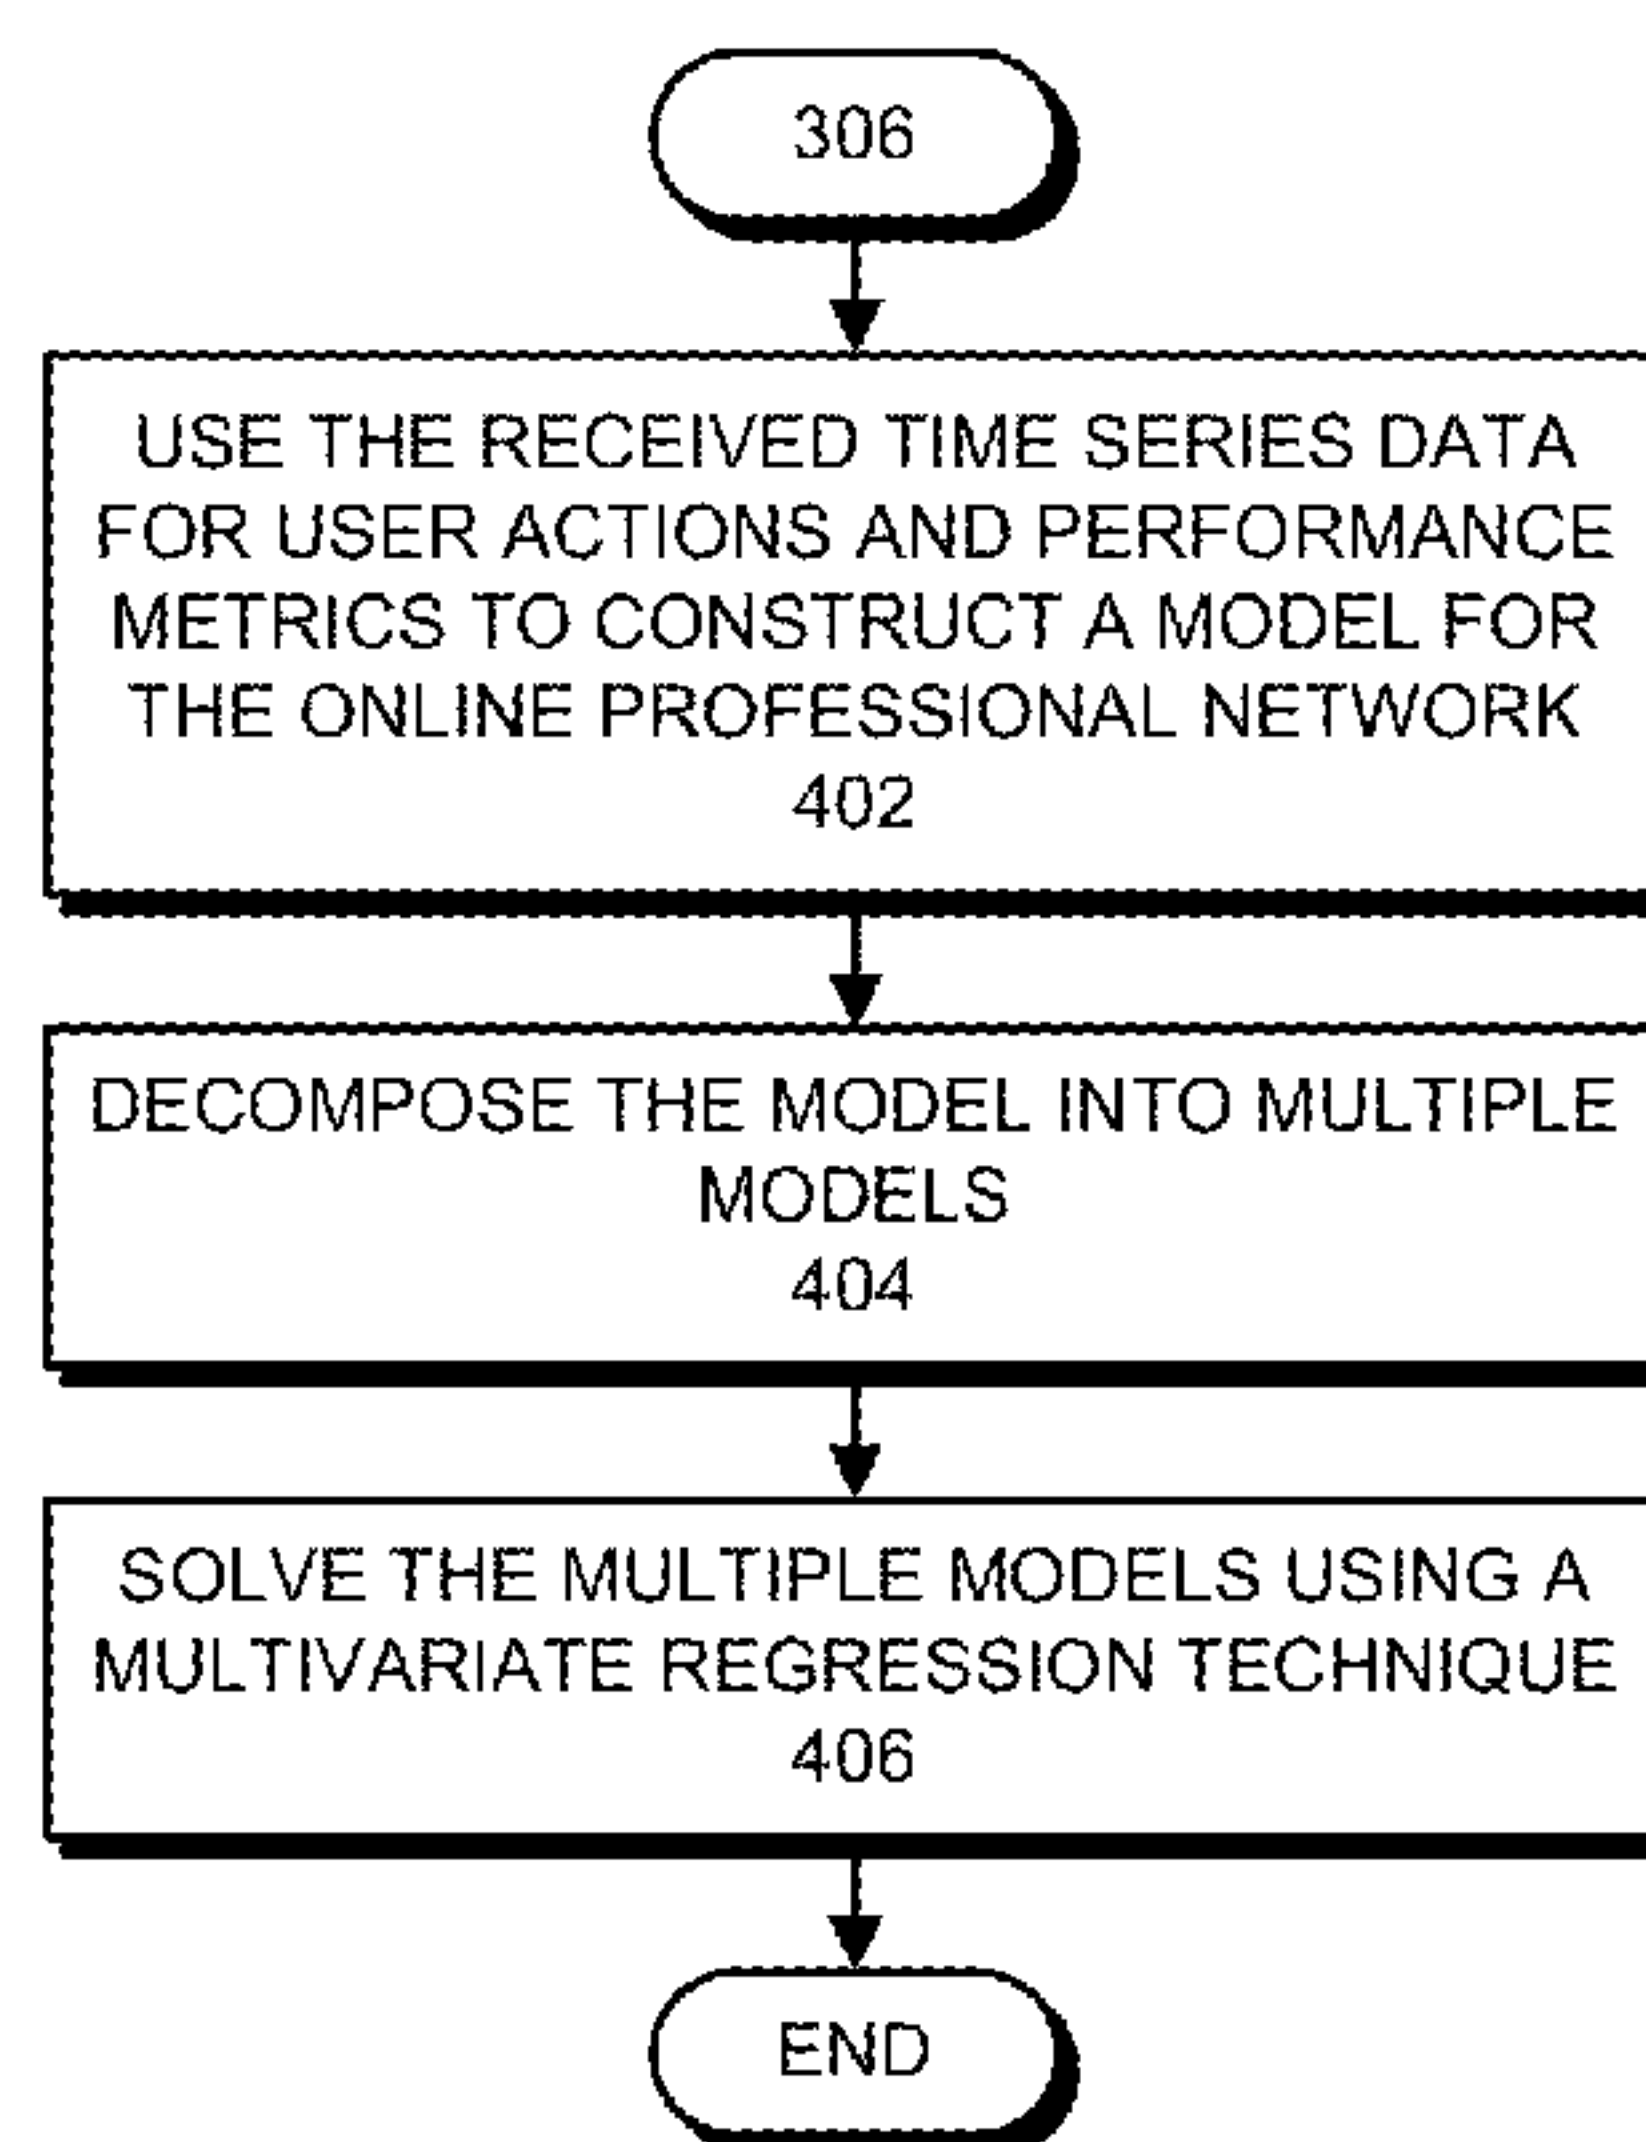 306
USE THE RECEIVED TIME SERIES DATA
FOR USER ACTIONS AND PERFORMANCE
METRICS TO CONSTRUCT A MODEL FOR
THE ONLINE PROFESSIONAL NETWORK
402
DECOMPOSE THE MODEL INTO MULTIPLE
MODELS
404
SOLVE THE MULTIPLE MODELS USING A
MULTIVARIATE REGRESSION TECHNIQUE
406
END